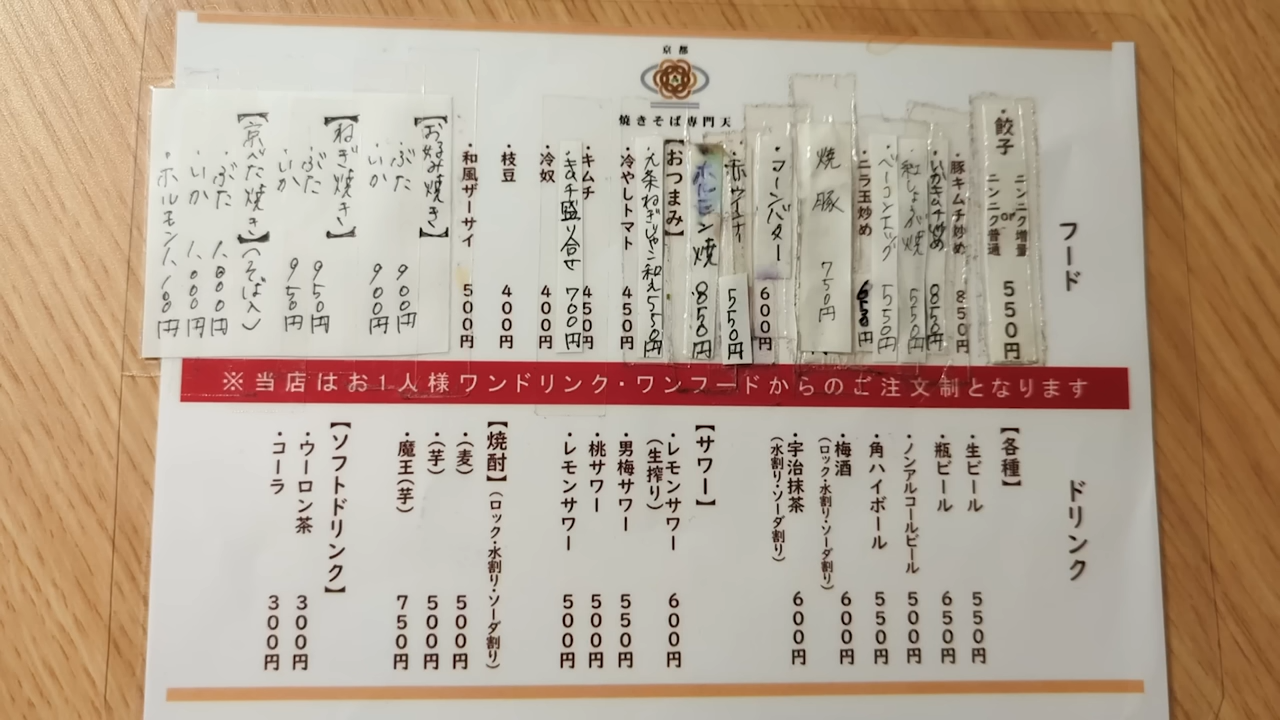 京都
焼きそば専門天
フード
・餃子 ニンニク増量 or ニンニク普通 550円
・豚キムチ炒め 850円
・いかキムチ炒め 850円
紅しょうが焼 550円
・ベーコンエッグ 550円
・ニラ玉炒め
焼豚 750円
・コーンバター 600円
・赤ウインナー 550円
・ホルモン焼 850円
【おつまみ】
・九条ねぎじゃこ和え 550円
・冷やしトマト 450円
・キムチ 450円
・キムチ盛り合せ 700円
・冷奴 400円
・枝豆 400円
・和風ザーサイ 500円
【お好み焼き】
・ぶた 900円
・いか 900円
【ねぎ焼き】
・ぶた 950円
・いか 950円
【京べた焼き】(そば入)
・ぶた 1,000円
・いか 1,000円
・ホルモン 1,100円
※当店はお1人様ワンドリンク・ワンフードからのご注文制となります
ドリンク
【各種】
・生ビール 550円
・瓶ビール 650円
・ノンアルコールビール 500円
・角ハイボール 550円
・梅酒 600円
(ロック・水割り・ソーダ割り)
・宇治抹茶 600円
(水割り・ソーダ割り)
【サワー】
・レモンサワー 600円
(生搾り)
・男梅サワー 550円
・桃サワー 500円
・レモンサワー 500円
【焼酎】(ロック・水割り・ソーダ割り)
・(麦) 500円
・(芋) 500円
・魔王(芋) 750円
【ソフトドリンク】
・ウーロン茶 300円
・コーラ 300円